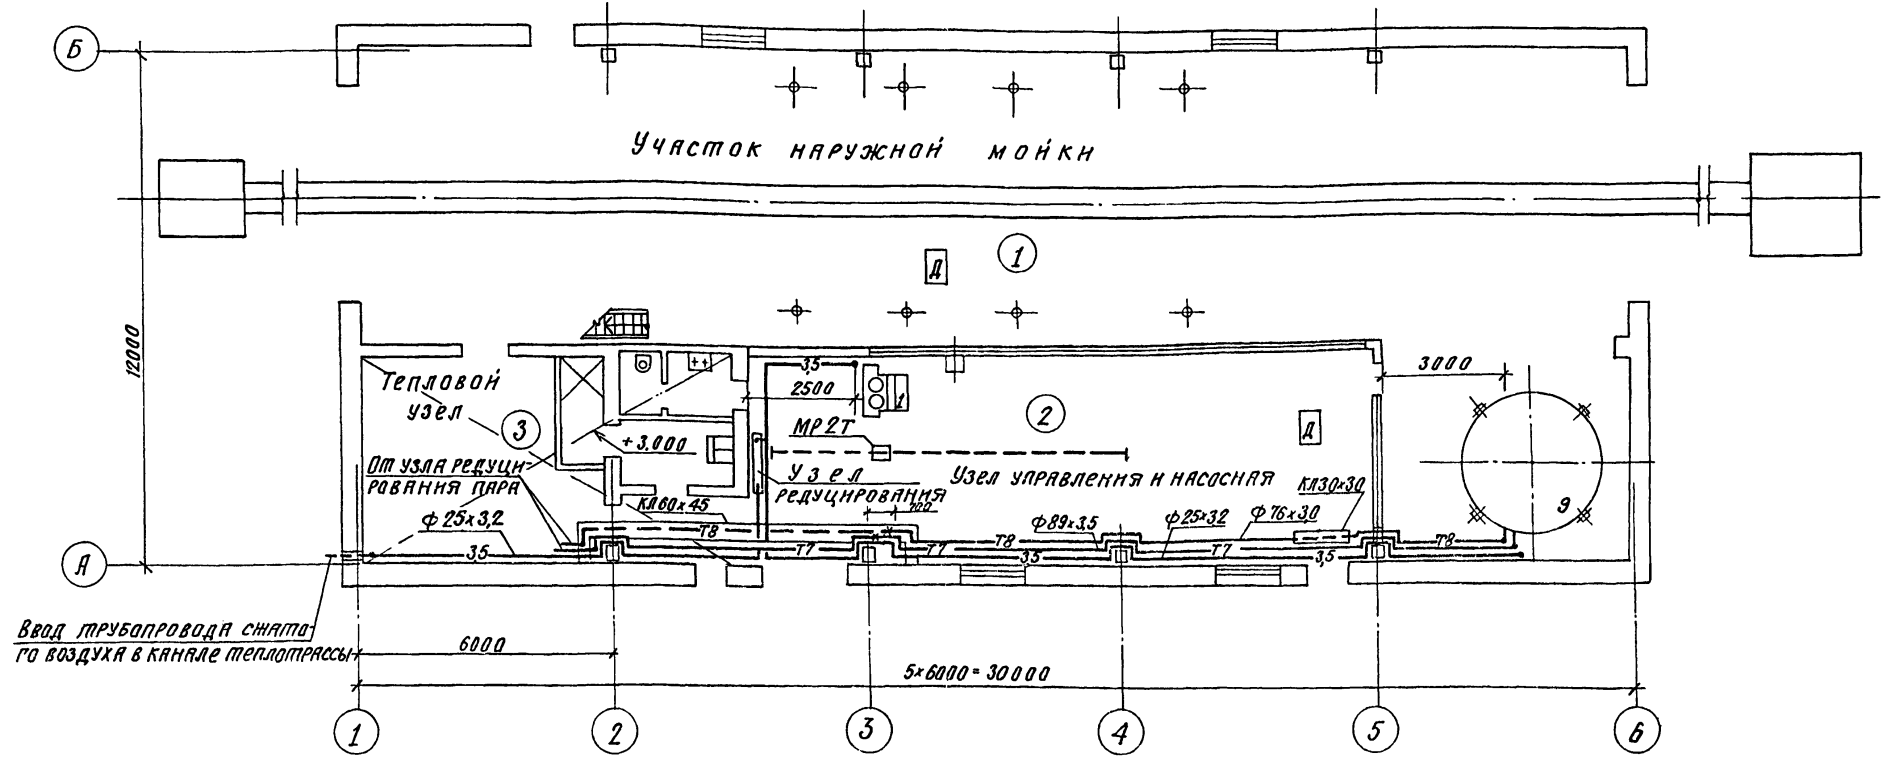 Б
Участок наружной мойки
1
Д
12000
3,5
2500
1
3000
Тепловой
узел
3
+3.000
МР2Т
2
Д
От узла редуци-
рования пара
Узел
редуцирования
Узел управления и насосная
КЛ30х30
КЛ60х45
700
9
ф25х3,2
Т8
ф89х3,5
ф25х32
ф76х3,0
Т8
Т8
3,5
Т7
Т7
3,5
Т7
3,5
А
Ввод трубопровода сжато-
го воздуха в канале теплотрассы
6000
5х6000=30000
1
2
3
4
5
6